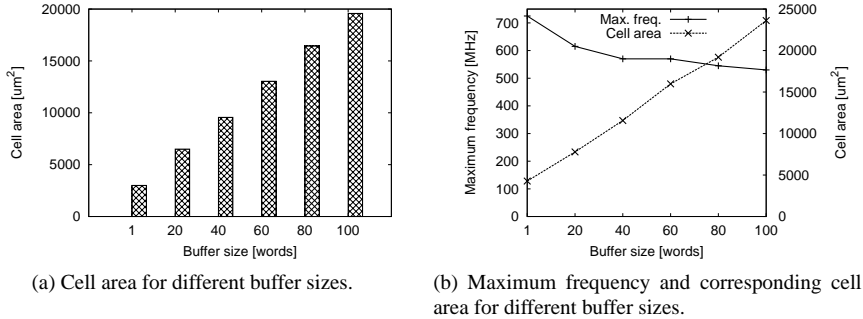 20000
15000
10000
5000
0
Cell area [um²]
1 20 40 60 80 100
Buffer size [words]
(a) Cell area for different buffer sizes.
Max. freq.
Cell area
700
600
500
400
300
200
100
0
Maximum frequency [MHz]
25000
20000
15000
10000
5000
0
Cell area [um²]
1 20 40 60 80 100
Buffer size [words]
(b) Maximum frequency and corresponding cell
area for different buffer sizes.